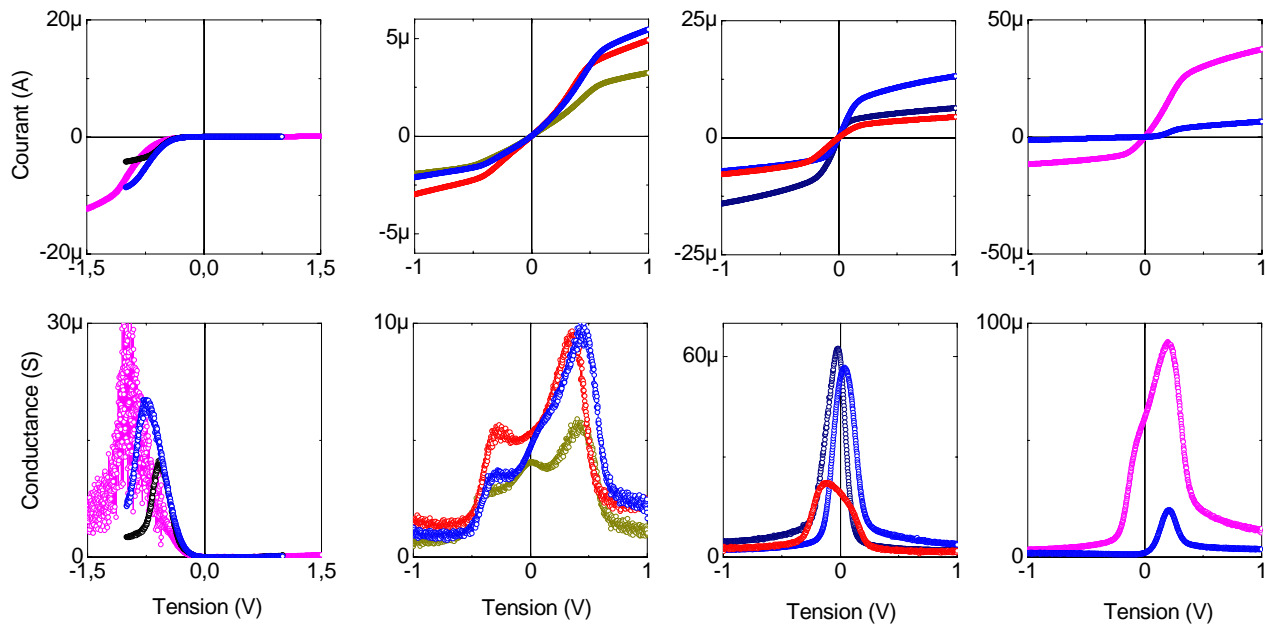 20µ
5µ
25µ
50µ
Courant (A)
0
0
0
0
-20µ
-5µ
-25µ
-50µ
-1,5
0,0
1,5
-1
0
1
-1
0
1
-1
0
1
30µ
10µ
60µ
100µ
Conductance (S)
0
0
0
0
-1,5
0,0
1,5
-1
0
1
-1
0
1
-1
0
1
Tension (V)
Tension (V)
Tension (V)
Tension (V)